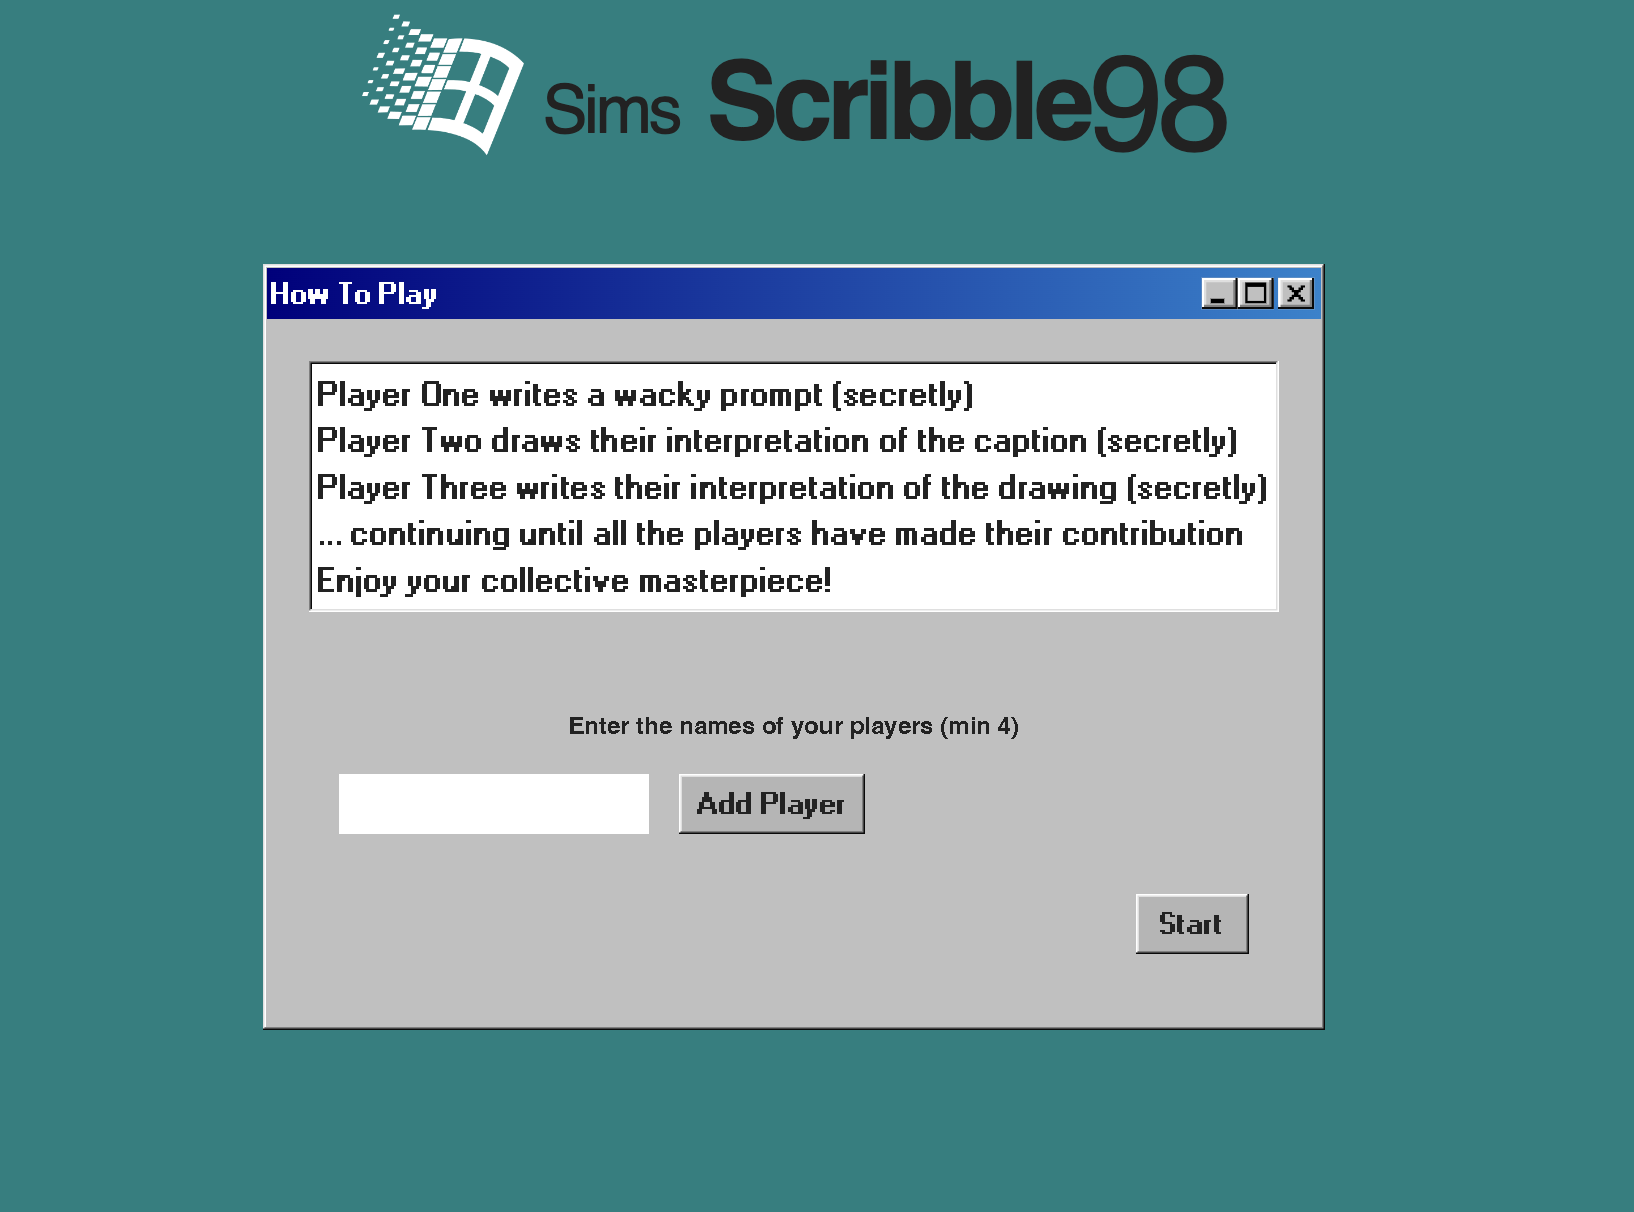 Sims Scribble98
How To Play
Player One writes a wacky prompt (secretly)
Player Two draws their interpretation of the caption (secretly)
Player Three writes their interpretation of the drawing (secretly)
... continuing until all the players have made their contribution
Enjoy your collective masterpiece!
Enter the names of your players (min 4)
Add Player
Start